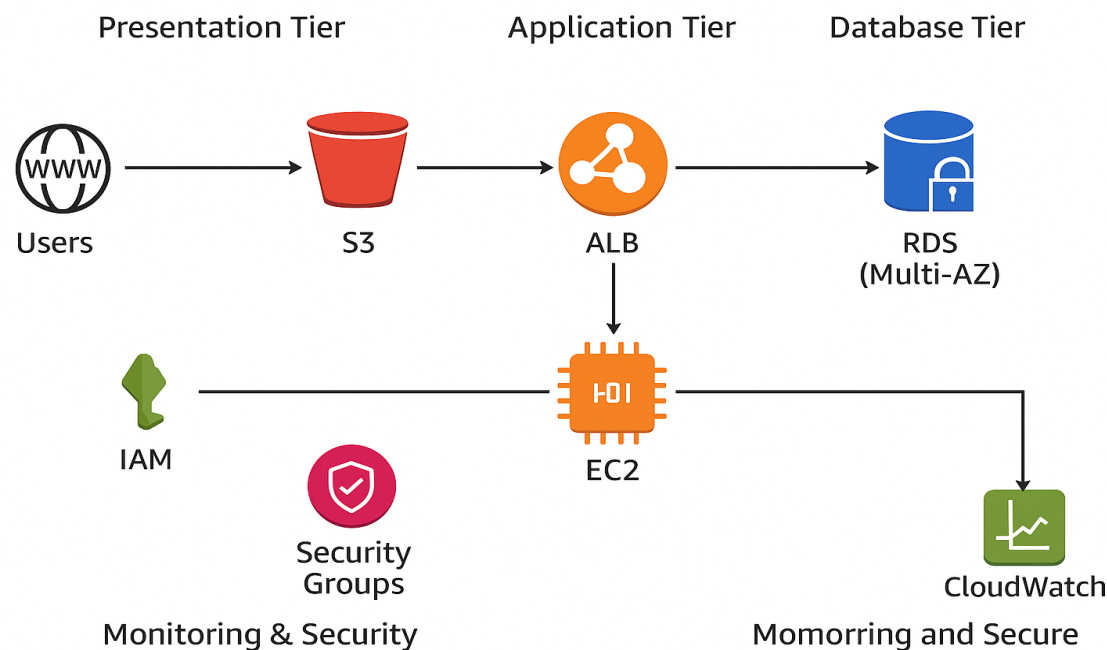 Presentation Tier
Application Tier
Database Tier
WWW
Users
S3
ALB
RDS
(Multi-AZ)
IAM
EC2
Security
Groups
CloudWatch
Monitoring & Security
Momorring and Secure